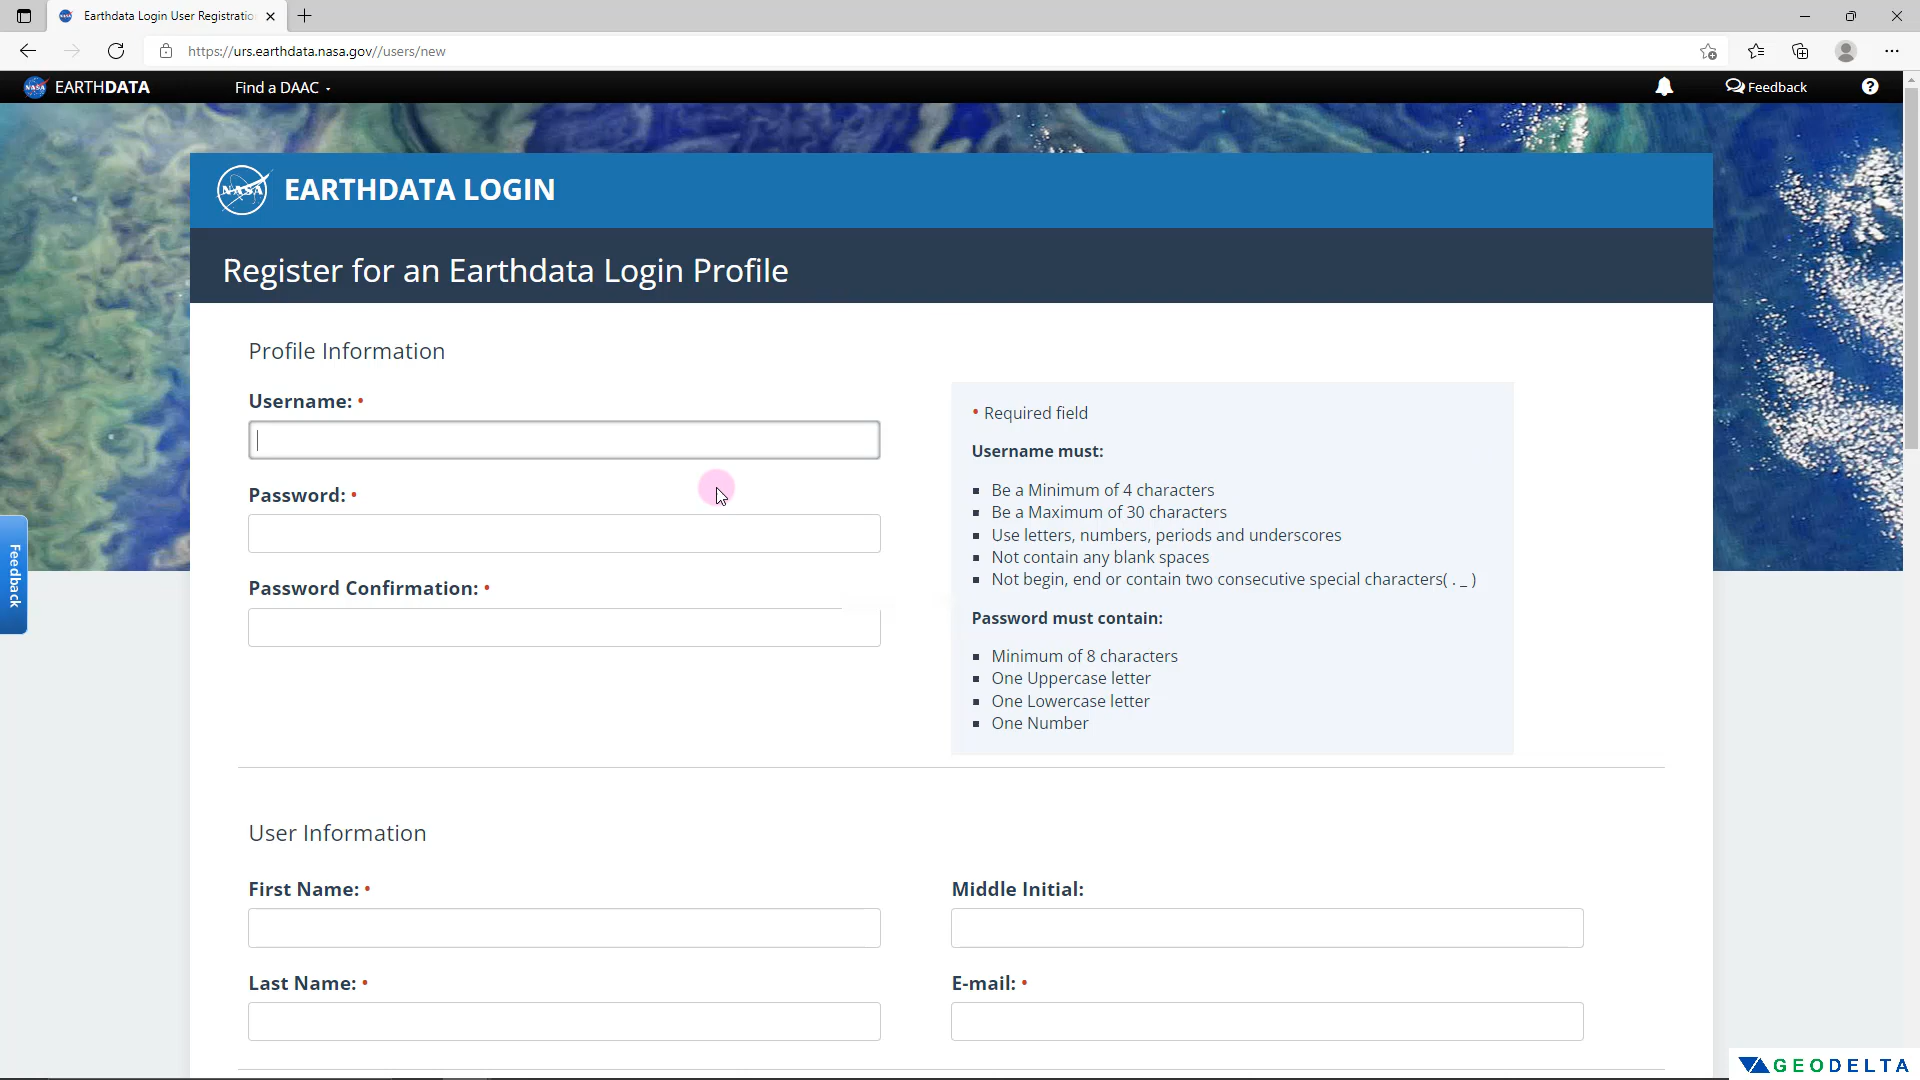 Earthdata Login User Registratio
https://urs.earthdata.nasa.gov//users/new
NASA EARTHDATA Find a DAAC Feedback ?
NASA EARTHDATA LOGIN
Register for an Earthdata Login Profile
Profile Information
Username: •
• Required field
Username must:
▪ Be a Minimum of 4 characters
▪ Be a Maximum of 30 characters
▪ Use letters, numbers, periods and underscores
▪ Not contain any blank spaces
▪ Not begin, end or contain two consecutive special characters( . _ )
Password must contain:
▪ Minimum of 8 characters
▪ One Uppercase letter
▪ One Lowercase letter
▪ One Number
Password: •
Password Confirmation: •
Feedback
User Information
First Name: •
Middle Initial:
Last Name: •
E-mail: •
GEODELTA